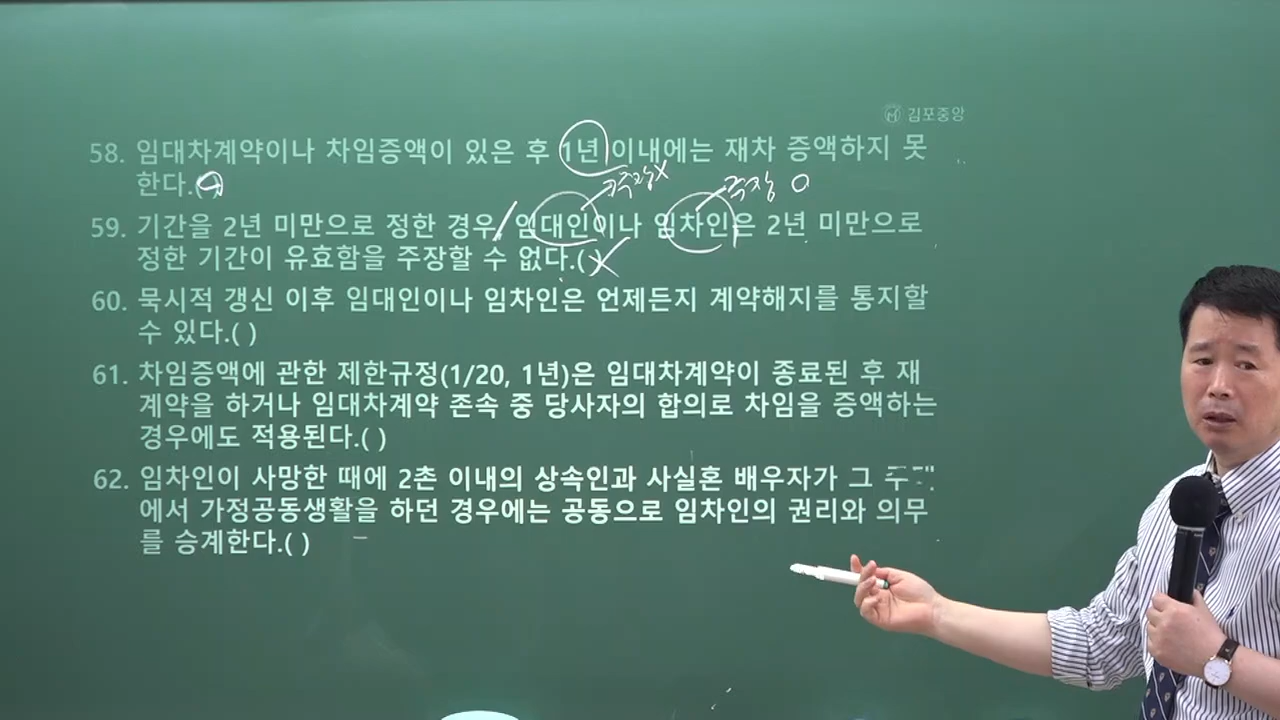 김포중앙
58. 임대차계약이나 차임증액이 있은 후 1년 이내에는 재차 증액하지 못
한다.(O)
주장X
주장 O
59. 기간을 2년 미만으로 정한 경우, 임대인이나 임차인은 2년 미만으로
정한 기간이 유효함을 주장할 수 없다.(X
60. 묵시적 갱신 이후 임대인이나 임차인은 언제든지 계약해지를 통지할
수 있다.( )
61. 차임증액에 관한 제한규정(1/20, 1년)은 임대차계약이 종료된 후 재
계약을 하거나 임대차계약 존속 중 당사자의 합의로 차임을 증액하는
경우에도 적용된다.( )
62. 임차인이 사망한 때에 2촌 이내의 상속인과 사실혼 배우자가 그
에서 가정공동생활을 하던 경우에는 공동으로 임차인의 권리와 의무
를 승계한다.( )